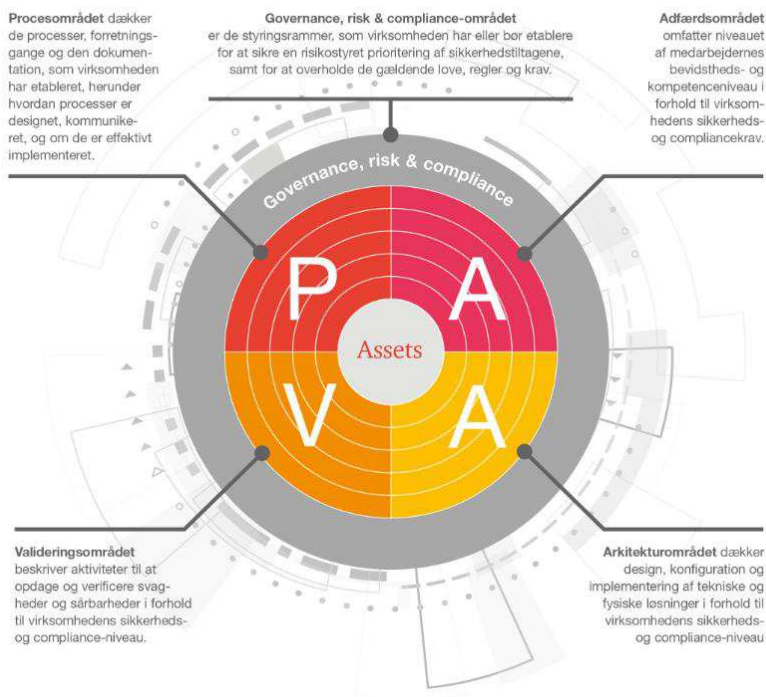 Procesområdet dækker
de processer, forretnings-
gange og den dokumen-
tation, som virksomheden
har etableret, herunder
hvordan processer er
designet, kommunike-
ret, og om de er effektivt
implementeret.
Governance, risk & compliance-området
er de styringsrammer, som virksomheden har eller bør etablere
for at sikre en risikostyret prioritering af sikkerhedstiltagene,
samt for at overholde de gældende love, regler og krav.
Adfærdsområdet
omfatter niveauet
af medarbejdernes
bevidstheds- og
kompetenceniveau i
forhold til virksom-
hedens sikkerheds-
og compliancekrav.
Governance, risk & compliance
P
A
Assets
V
A
Valideringsområdet
beskriver aktiviteter til at
opdage og verificere svag-
heder og sårbarheder i forhold
til virksomhedens sikkerheds-
og compliance-niveau.
Arkitekturområdet dækker
design, konfiguration og
implementering af tekniske og
fysiske løsninger i forhold til
virksomhedens sikkerheds-
og compliance-niveau